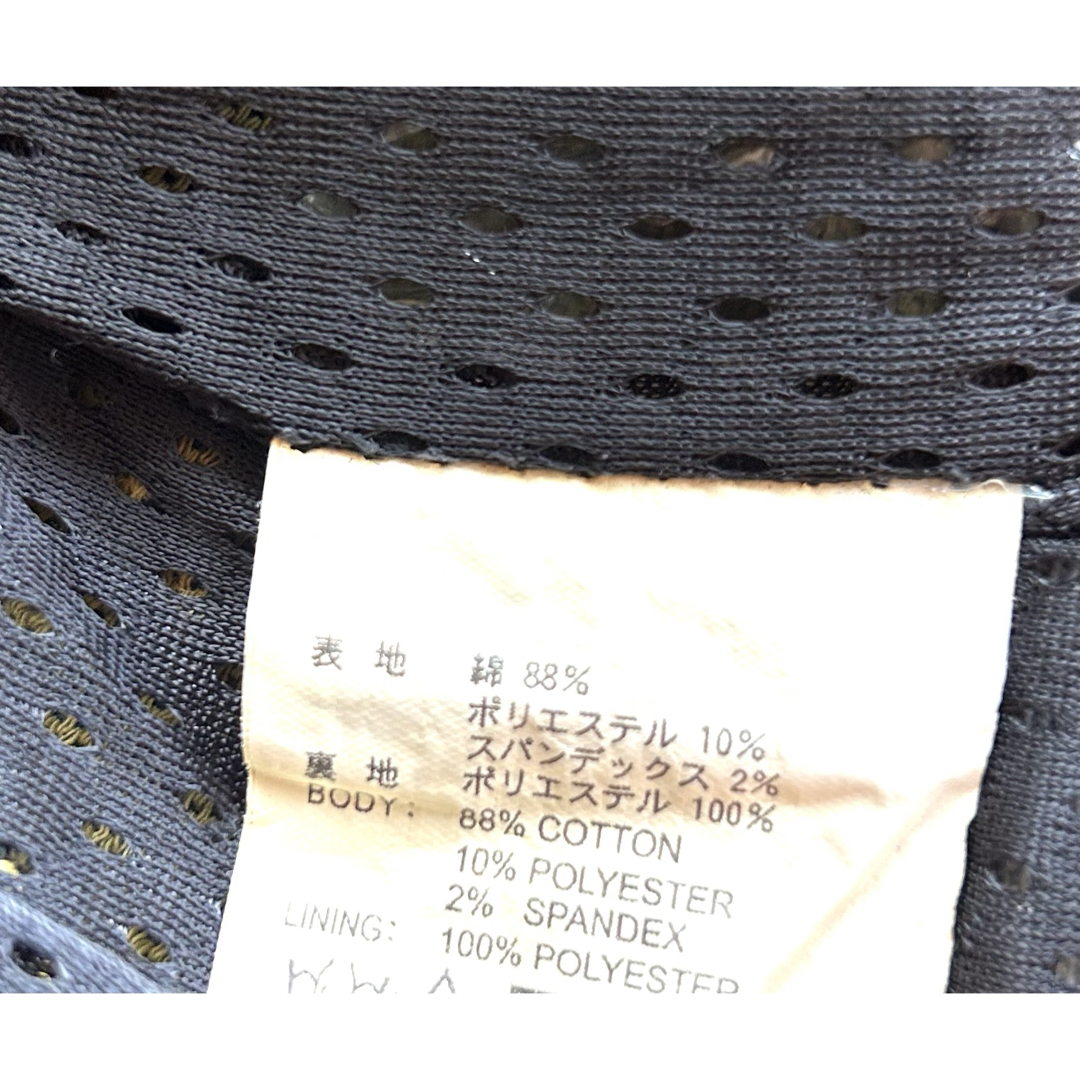 表地 綿 88%
ポリエステル 10%
スパンデックス 2%
裏地 ポリエステル 100%
BODY: 88% COTTON
10% POLYESTER
2% SPANDEX
LINING: 100% POLYESTER